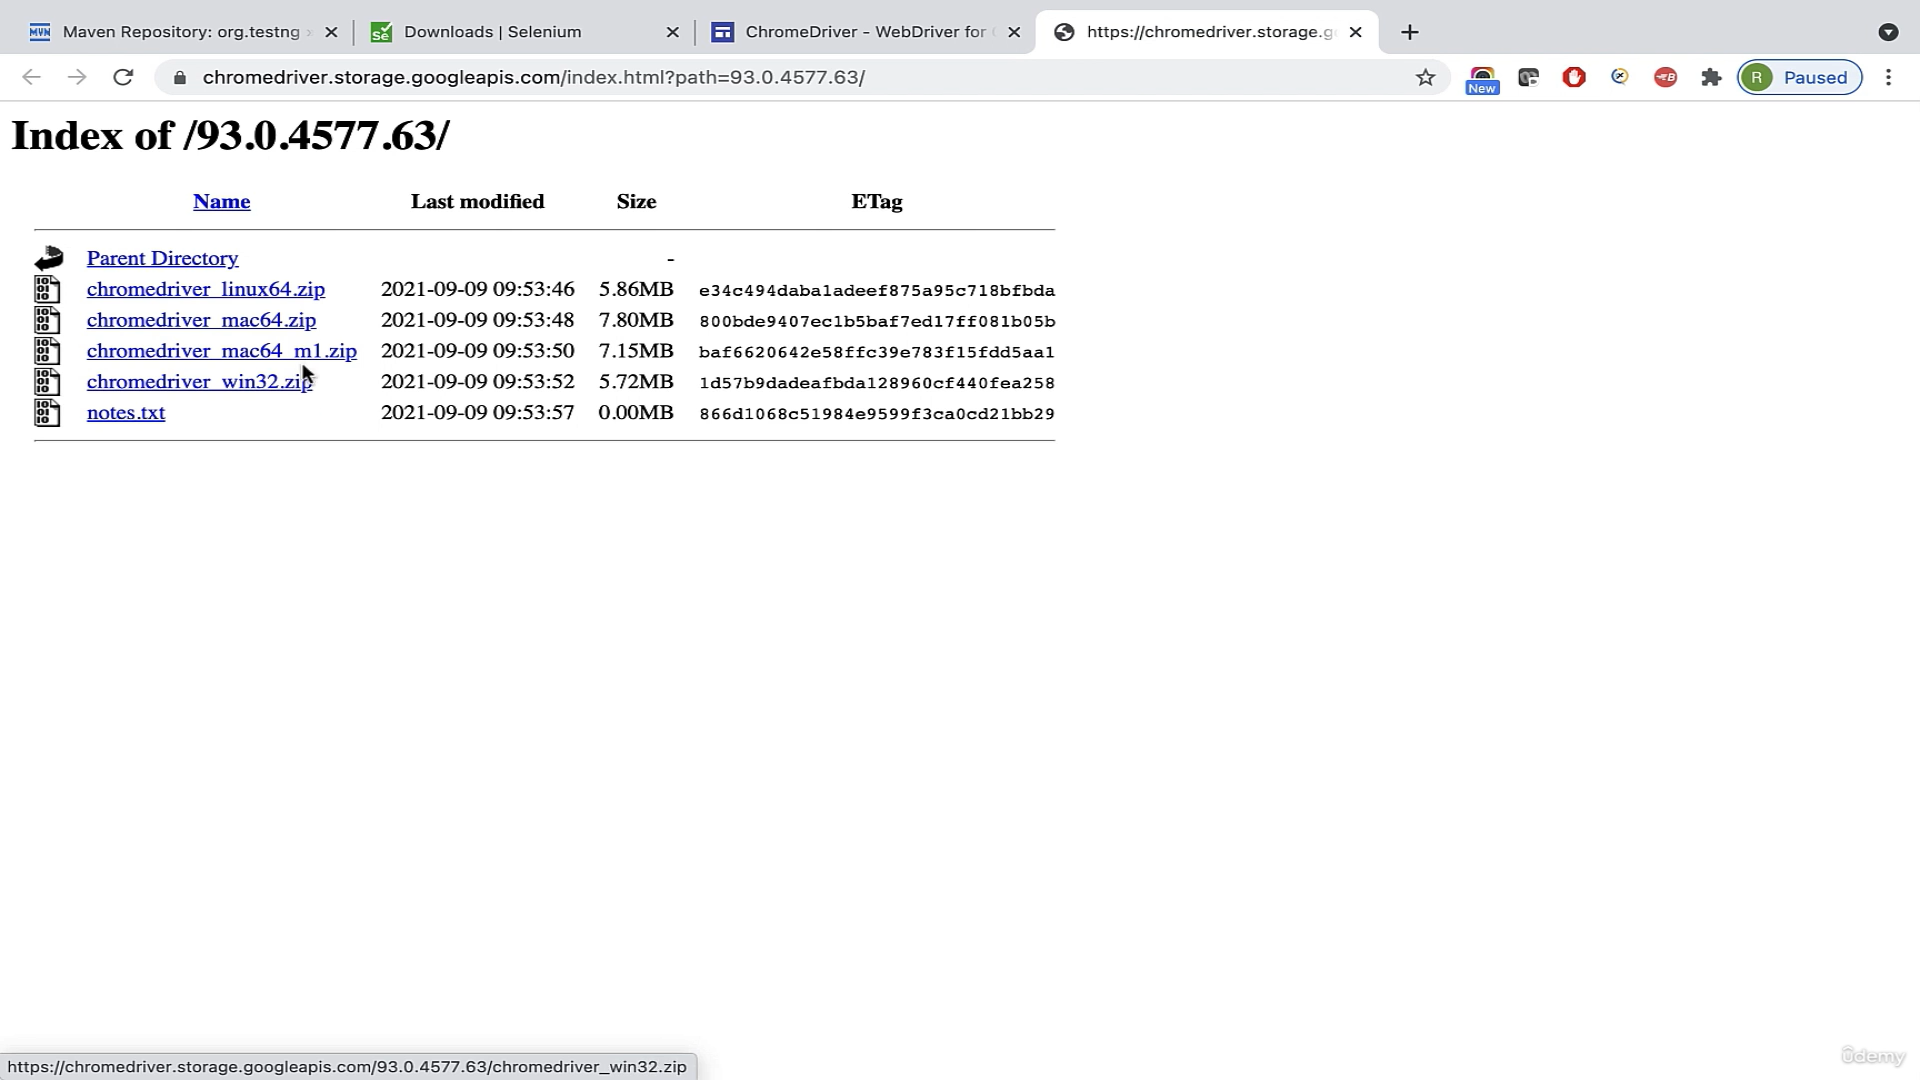 Maven Repository: org.testng
Downloads | Selenium
ChromeDriver - WebDriver for
https://chromedriver.storage.g
chromedriver.storage.googleapis.com/index.html?path=93.0.4577.63/
New
R
Paused
Index of /93.0.4577.63/
Name Last modified Size ETag
Parent Directory -
chromedriver_linux64.zip 2021-09-09 09:53:46 5.86MB e34c494daba1adeef875a95c718bfbda
chromedriver_mac64.zip 2021-09-09 09:53:48 7.80MB 800bde9407ec1b5baf7ed17ff081b05b
chromedriver_mac64_m1.zip 2021-09-09 09:53:50 7.15MB baf6620642e58ffc39e783f15fdd5aa1
chromedriver_win32.zip 2021-09-09 09:53:52 5.72MB 1d57b9dadeafbda128960cf440fea258
notes.txt 2021-09-09 09:53:57 0.00MB 866d1068c51984e9599f3ca0cd21bb29
https://chromedriver.storage.googleapis.com/93.0.4577.63/chromedriver_win32.zip
ûdemy